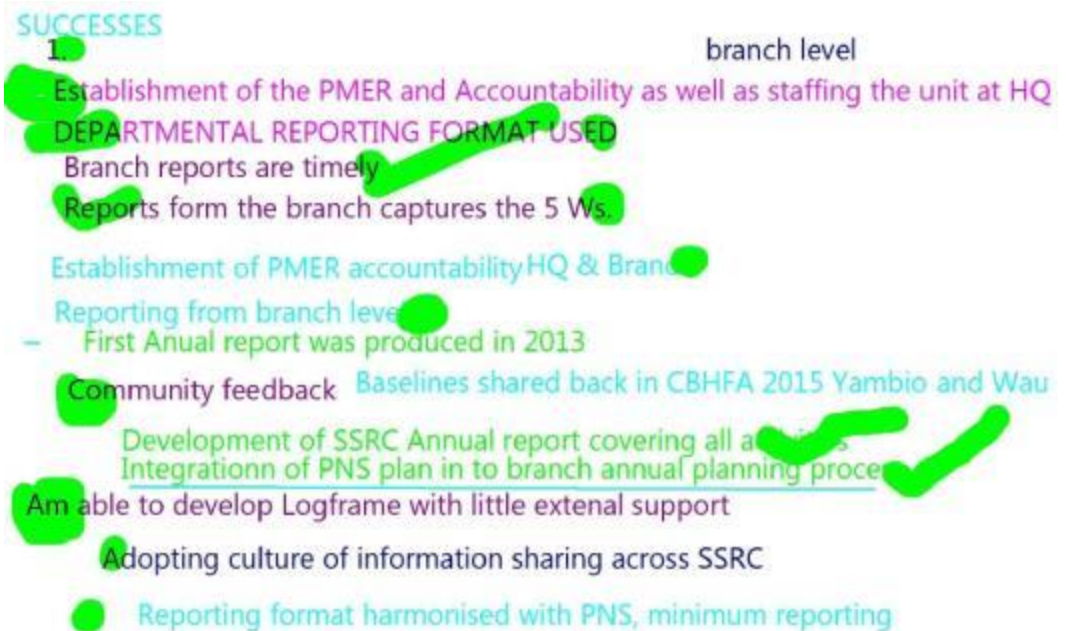 SUCCESSES
1. branch level
Establishment of the PMER and Accountability as well as staffing the unit at HQ
DEPARTMENTAL REPORTING FORMAT USED
Branch reports are timely
Reports form the branch captures the 5 Ws.
Establishment of PMER accountability HQ &
Reporting from branch
– First Anual report was produced in 2013
Community feedback Baselines shared back in CBHFA 2015 Yambio and Wau
Development of SSRC Annual report covering all
Integrationn of PNS plan in to branch annual planning
Am able to develop Logframe with little extenal support
Adopting culture of information sharing across SSRC
Reporting format harmonised with PNS, minimum reporting